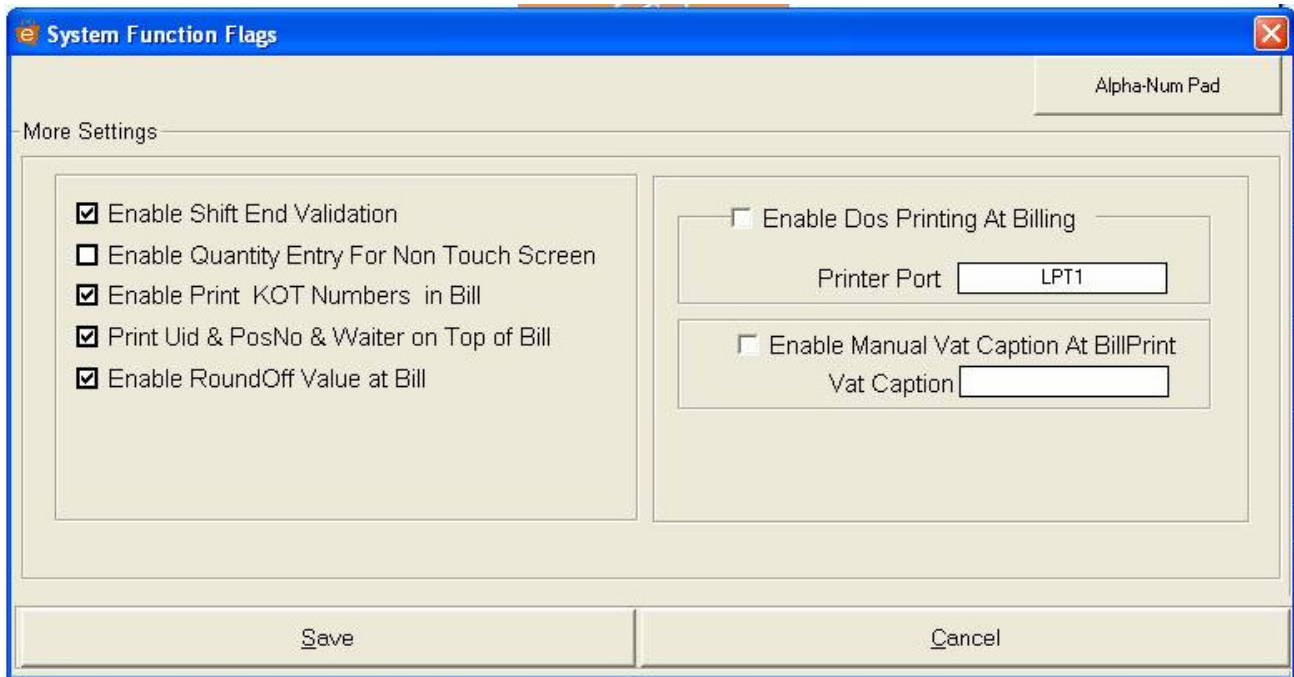 System Function Flags
Alpha-Num Pad
More Settings
Enable Shift End Validation
Enable Quantity Entry For Non Touch Screen
Enable Print KOT Numbers in Bill
Print Uid & PosNo & Waiter on Top of Bill
Enable RoundOff Value at Bill
Enable Dos Printing At Billing
Printer Port LPT1
Enable Manual Vat Caption At BillPrint
Vat Caption
Save
Cancel